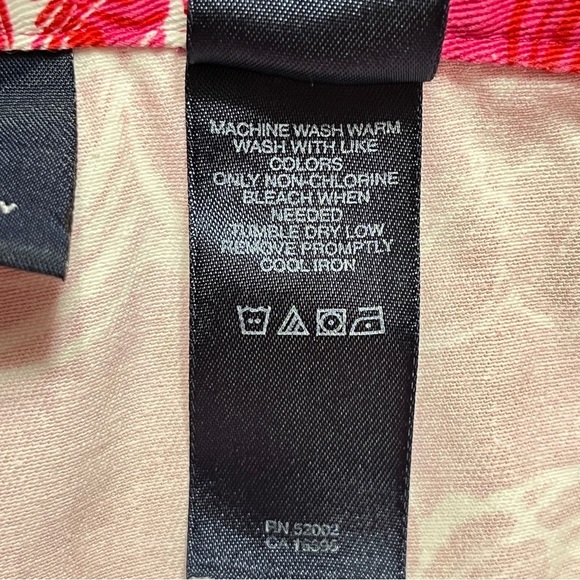 MACHINE WASH WARM
WASH WITH LIKE
COLORS
ONLY NON-CHLORINE
BLEACH WHEN
NEEDED
TUMBLE DRY LOW
REMOVE PROMPTLY
COOL IRON
RN 52002